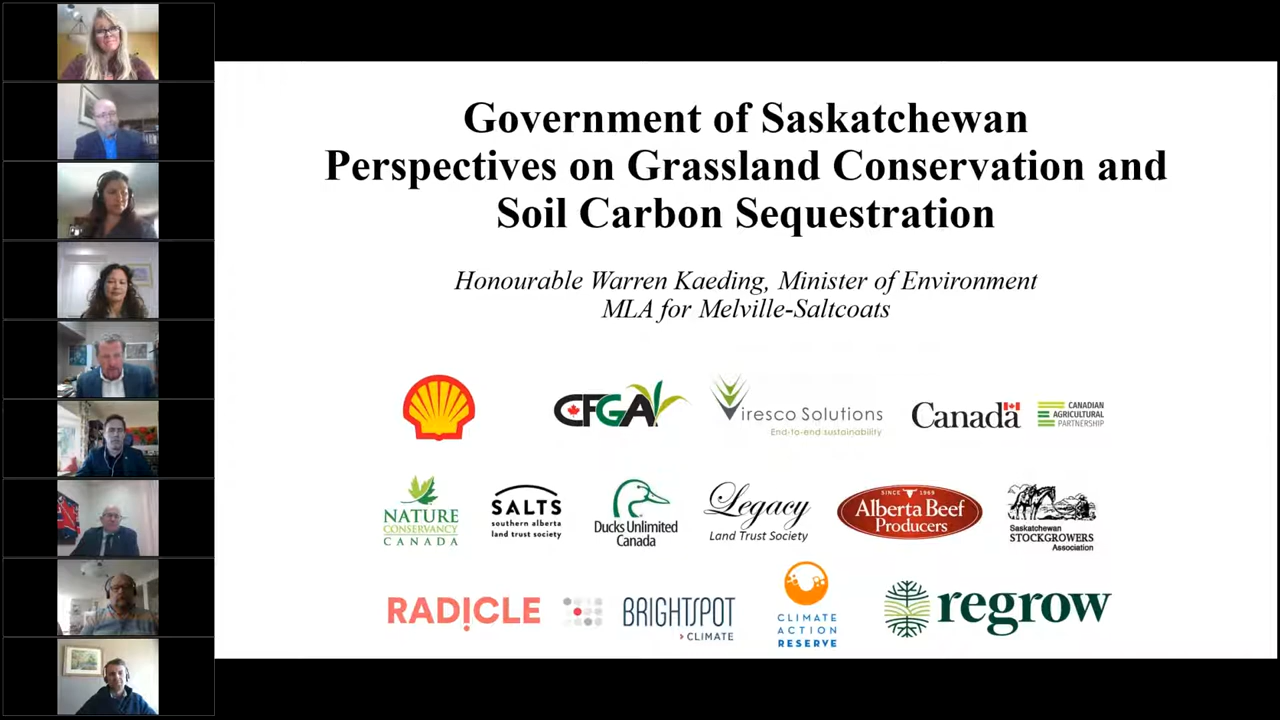 Government of Saskatchewan
Perspectives on Grassland Conservation and
Soil Carbon Sequestration
Honourable Warren Kaeding, Minister of Environment
MLA for Melville-Saltcoats
CFGA
Viresco Solutions
End-to-end sustainability
Canada
CANADIAN
AGRICULTURAL
PARTNERSHIP
NATURE
CONSERVANCY
CANADA
SALTS
southern alberta
land trust society
Ducks Unlimited
Canada
Legacy
Land Trust Society
SINCE 1969
Alberta Beef
Producers
Saskatchewan
STOCKGROWERS
Association
RADICLE
BRIGHTSPOT
CLIMATE
CLIMATE
ACTION
RESERVE
regrow